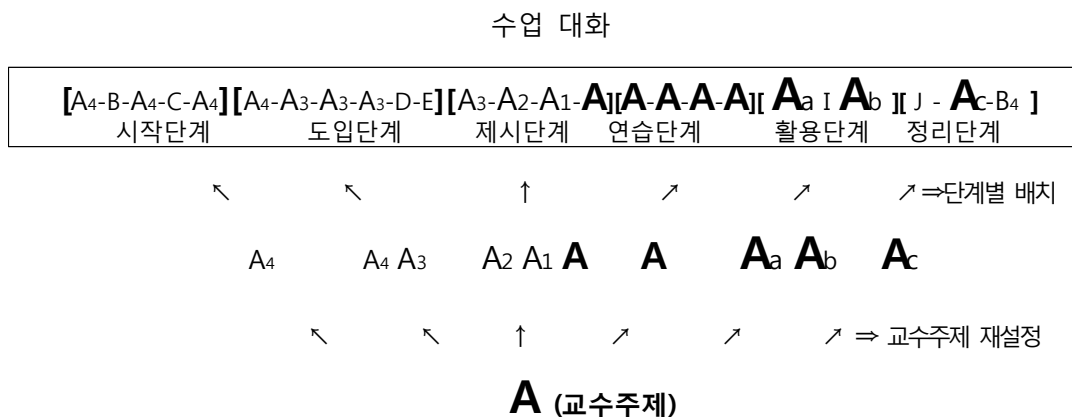 수업 대화
[A4-B-A4-C-A4][A4-A3-A3-A3-D-E][A3-A2-A1-A][A-A-A-A][ Aa I Ab ][ J - Ac-B4 ]
시작단계 도입단계 제시단계 연습단계 활용단계 정리단계
↖ ↖ ↑ ↗ ↗ ↗ ⇒단계별 배치
A4 A4 A3 A2 A1 A A Aa Ab Ac
↖ ↖ ↑ ↗ ↗ ↗ ⇒ 교수주제 재설정
A (교수주제)